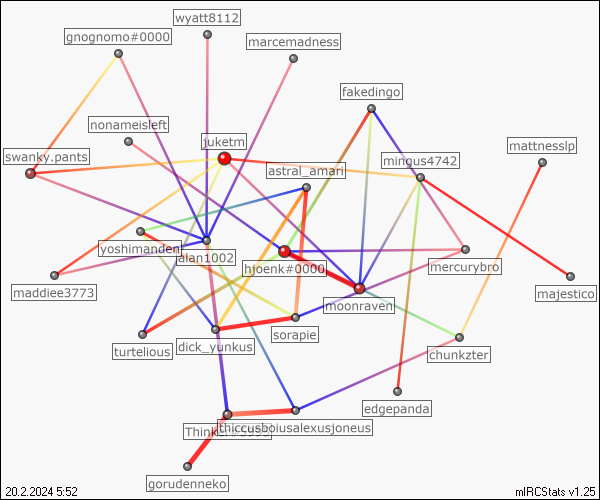 wyatt8112
gnognomo#0000
marcemadness
fakedingo
nonameisleft
juketm
mattnesslp
swanky.pants
mingus4742
astral_amari
yoshimanden
alan1002
hjoenk#0000
mercurybro
maddiee3773
moonraven
majestico
turtelious
dick_yunkus
sorapie
chunkzter
edgepanda
thiccusboiusalexusjoneus
gorudenneko
20.2.2024 5:52
mIRCStats v1.25